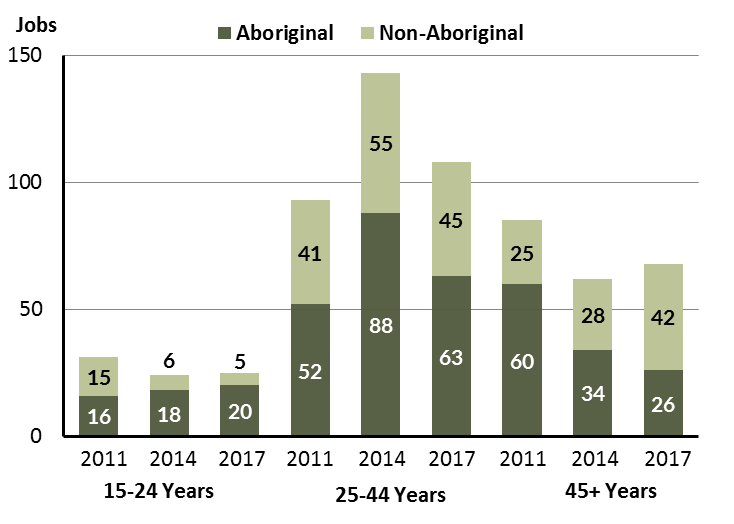 Jobs
Aboriginal Non-Aboriginal
150
100
50
0
15 6 5 41 55 45 25 28 42
16 18 20 52 88 63 60 34 26
2011 2014 2017 2011 2014 2017 2011 2014 2017
15-24 Years 25-44 Years 45+ Years